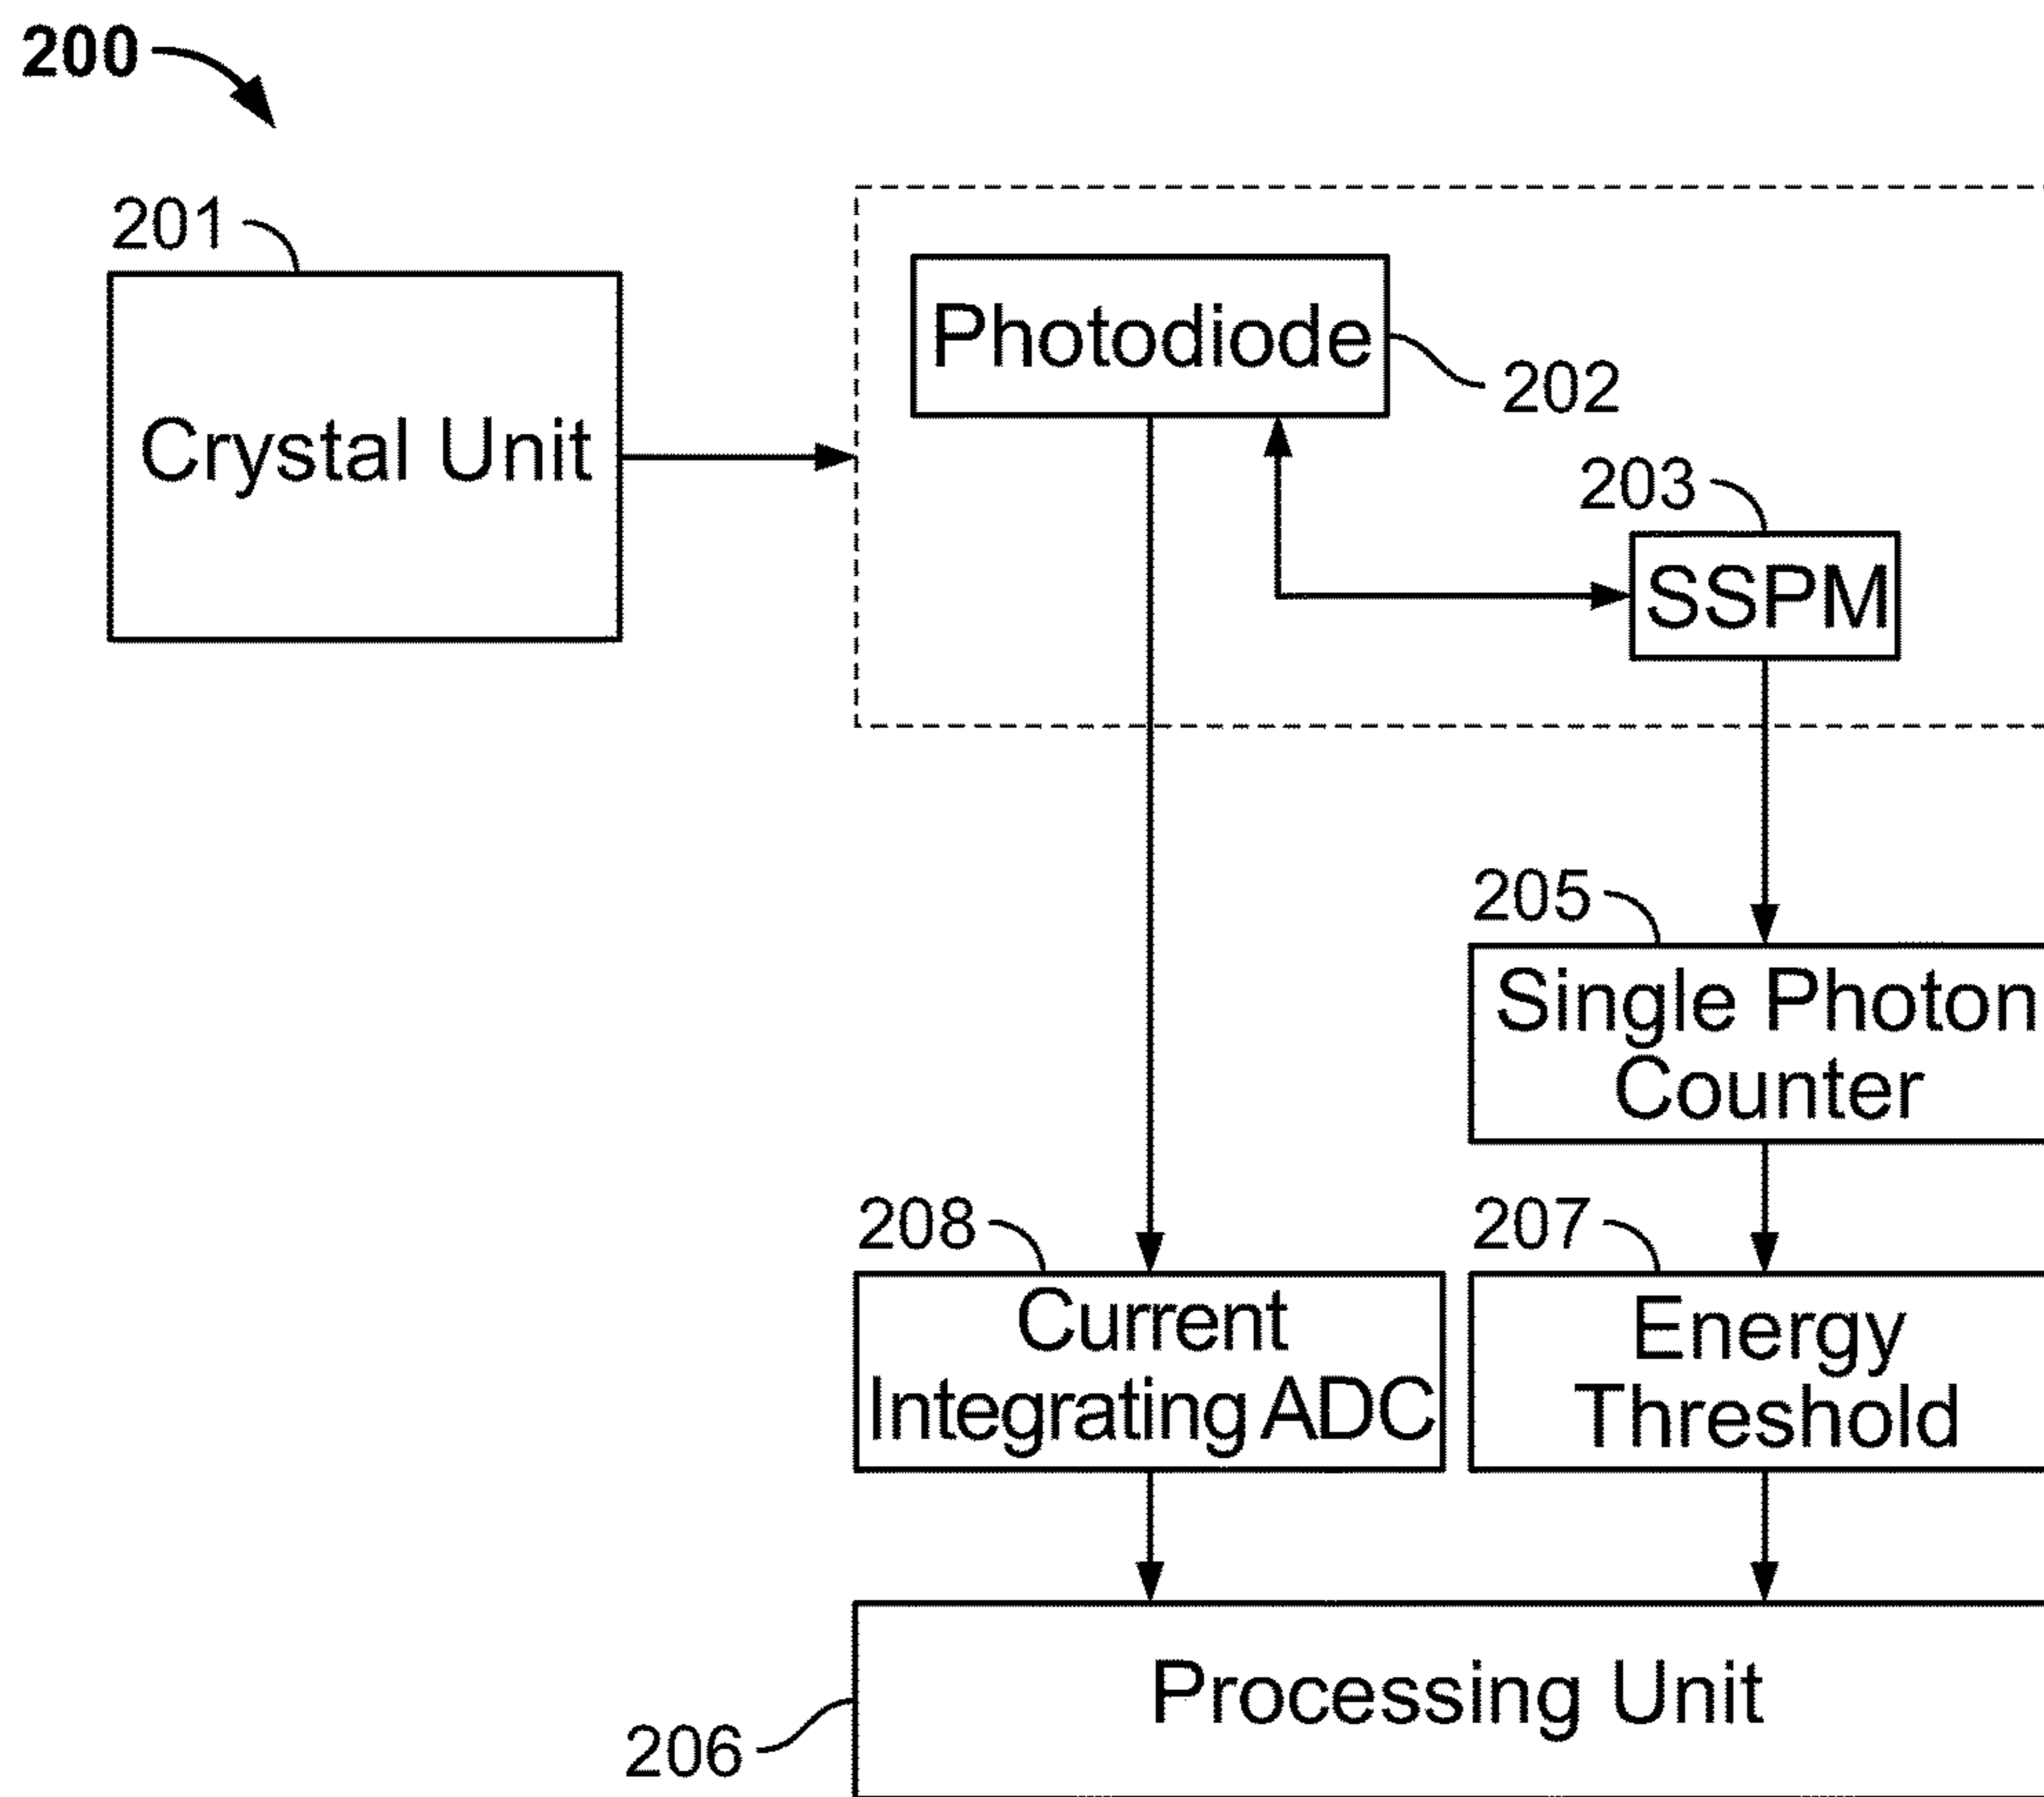 200
201
Crystal Unit
Photodiode
202
203
SSPM
205
Single Photon
Counter
208
Current
Integrating ADC
207
Energy
Threshold
Processing Unit
206